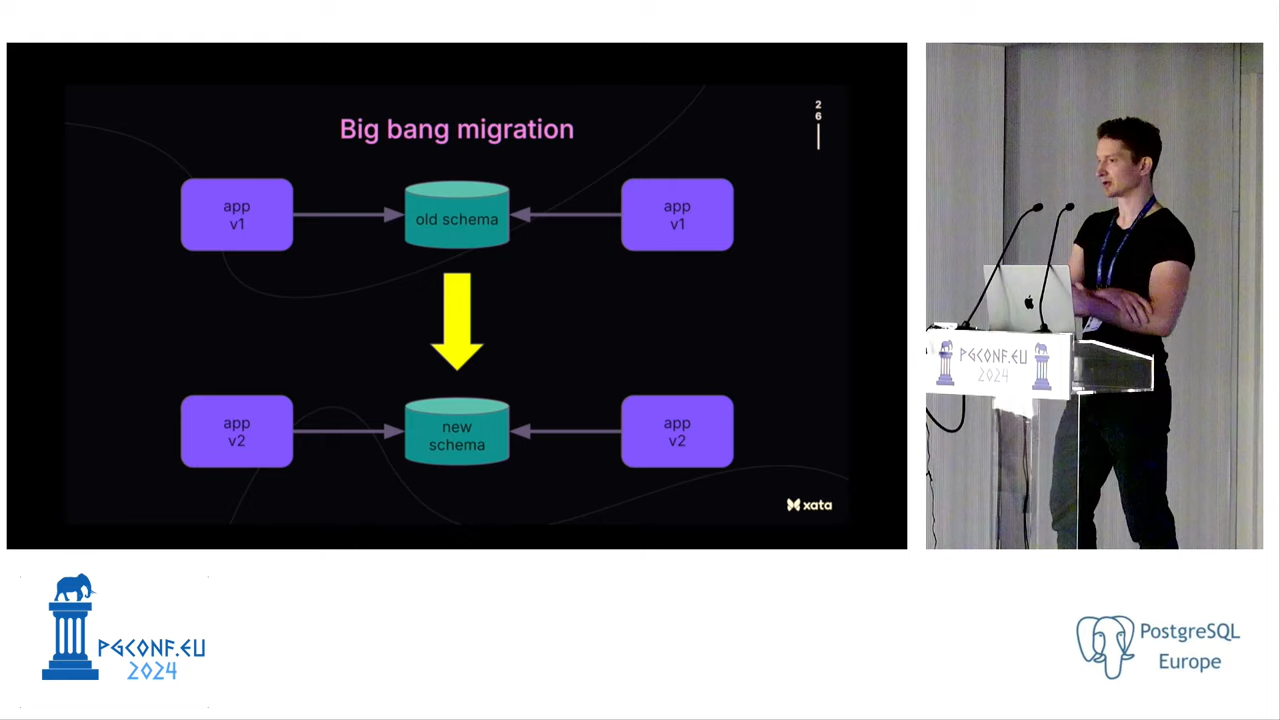 Big bang migration
2
6
app
v1
old schema
app
v1
app
v2
new
schema
app
v2
xata
PGCONF.EU
2024
PGCONF.EU
2024
PostgreSQL
Europe